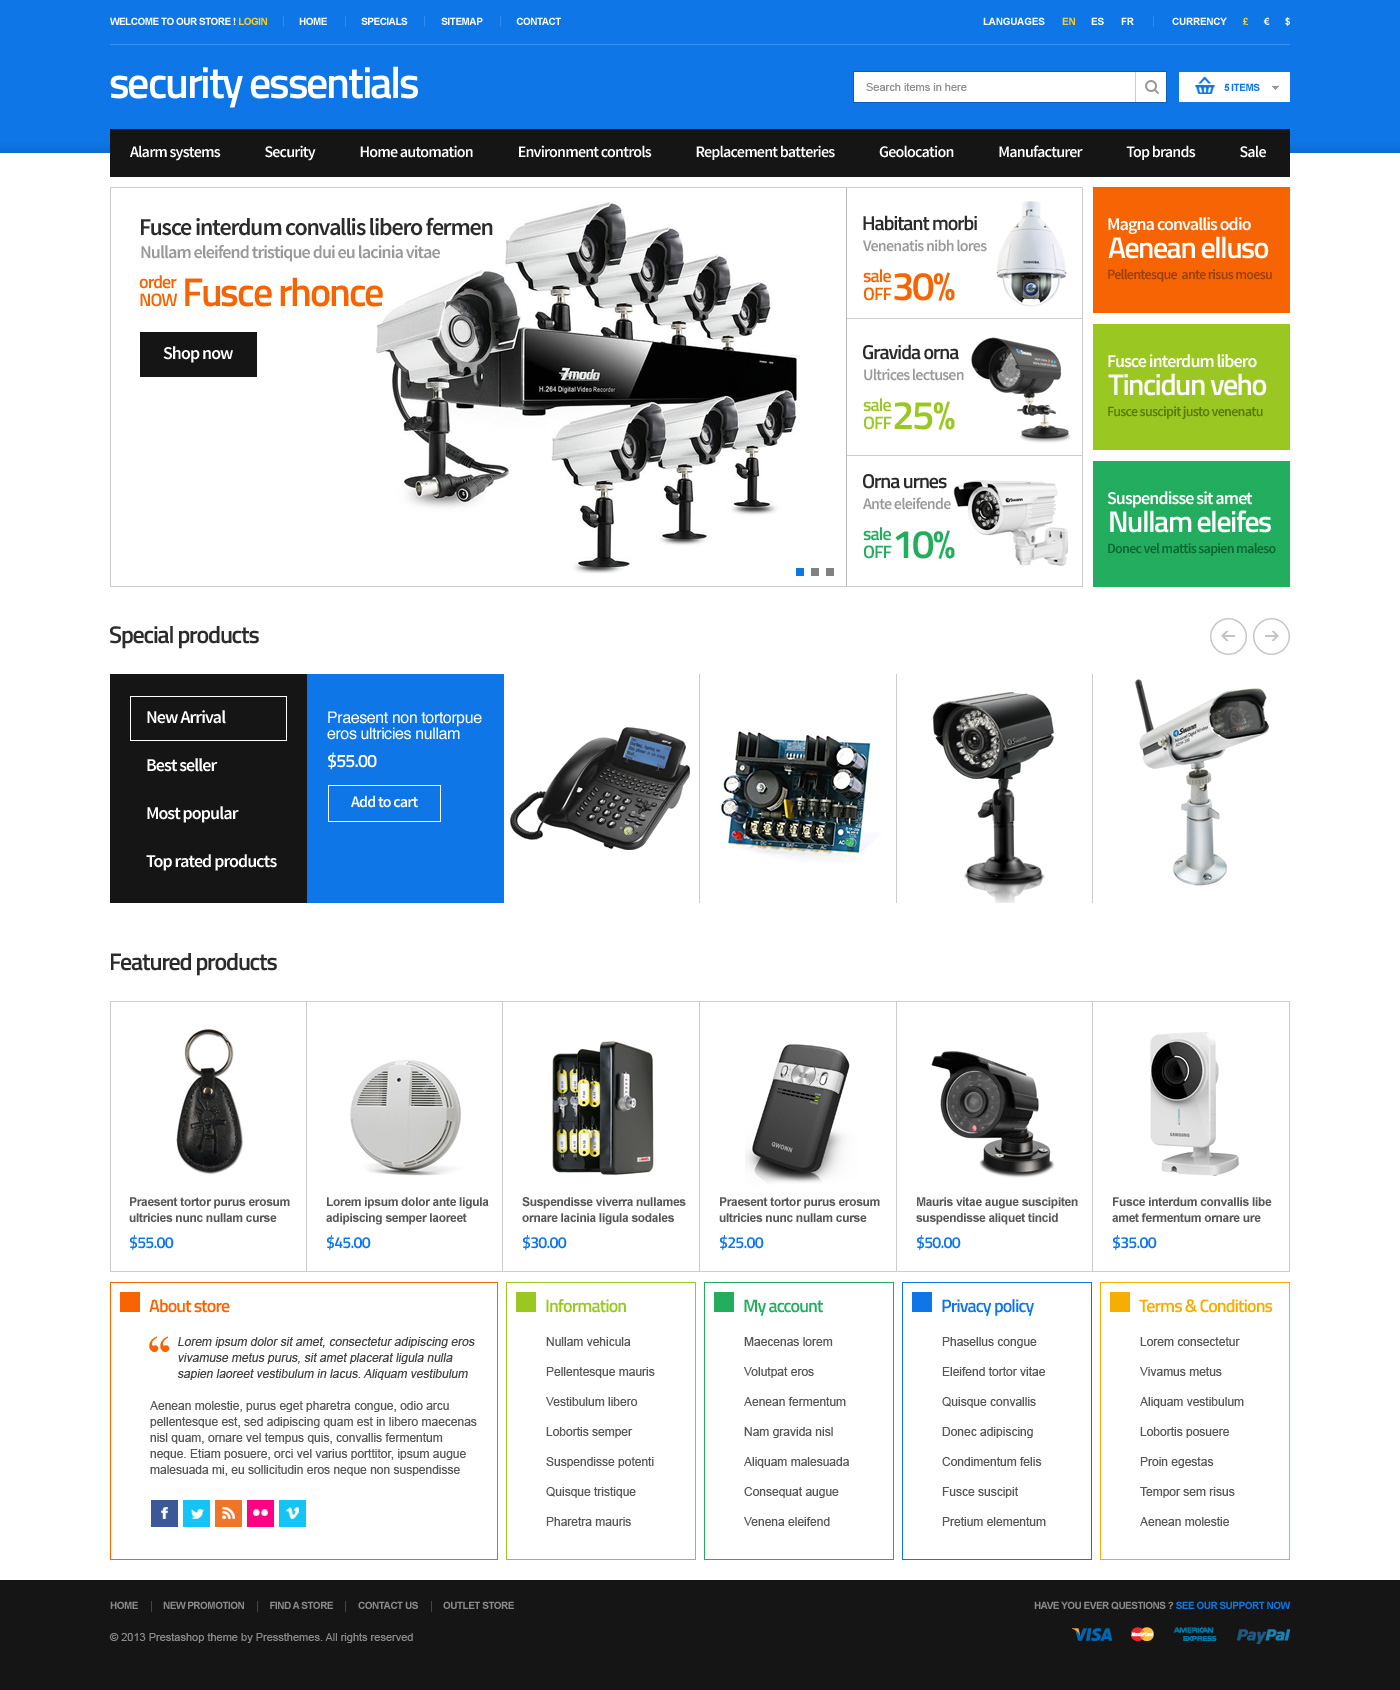 WELCOME TO OUR STORE ! LOGIN HOME SPECIALS SITEMAP CONTACT LANGUAGES EN ES FR CURRENCY £ € $
security essentials
Search items in here
5 ITEMS
Alarm systems Security Home automation Environment controls Replacement batteries Geolocation Manufacturer Top brands Sale
Fusce interdum convallis libero fermen
Nullam eleifend tristique dui eu lacinia vitae
order NOW Fusce rhonce
Shop now
7modo
H.264 Digital Video Recorder
Habitant morbi
Venenatis nibh lores
sale OFF 30%
TOSHIBA
Gravida orna
Ultrices lectusen
sale OFF 25%
Swann
Orna urnes
Ante eleifende
sale OFF 10%
Swann
Magna convallis odio
Aenean elluso
Pellentesque ante risus moesu
Fusce interdum libero
Tincidun veho
Fusce suscipit justo venenatu
Suspendisse sit amet
Nullam eleifes
Donec vel mattis sapien maleso
Special products
New Arrival
Best seller
Most popular
Top rated products
Praesent non tortorpue
eros ultricies nullam
$55.00
Add to cart
Swann
Swann
Featured products
QWONN
SAMSUNG
Praesent tortor purus erosum
ultricies nunc nullam curse
$55.00
Lorem ipsum dolor ante ligula
adipiscing semper laoreet
$45.00
Suspendisse viverra nullames
ornare lacinia ligula sodales
$30.00
Praesent tortor purus erosum
ultricies nunc nullam curse
$25.00
Mauris vitae augue suscipiten
suspendisse aliquet tincid
$50.00
Fusce interdum convallis libe
amet fermentum ornare ure
$35.00
About store
“ Lorem ipsum dolor sit amet, consectetur adipiscing eros
vivamuse metus purus, sit amet placerat ligula nulla
sapien laoreet vestibulum in lacus. Aliquam vestibulum
Aenean molestie, purus eget pharetra congue, odio arcu
pellentesque est, sed adipiscing quam est in libero maecenas
nisl quam, ornare vel tempus quis, convallis fermentum
neque. Etiam posuere, orci vel varius porttitor, ipsum augue
malesuada mi, eu sollicitudin eros neque non suspendisse
Information
Nullam vehicula
Pellentesque mauris
Vestibulum libero
Lobortis semper
Suspendisse potenti
Quisque tristique
Pharetra mauris
My account
Maecenas lorem
Volutpat eros
Aenean fermentum
Nam gravida nisl
Aliquam malesuada
Consequat augue
Venena eleifend
Privacy policy
Phasellus congue
Eleifend tortor vitae
Quisque convallis
Donec adipiscing
Condimentum felis
Fusce suscipit
Pretium elementum
Terms & Conditions
Lorem consectetur
Vivamus metus
Aliquam vestibulum
Lobortis posuere
Proin egestas
Tempor sem risus
Aenean molestie
HOME NEW PROMOTION FIND A STORE CONTACT US OUTLET STORE
HAVE YOU EVER QUESTIONS ? SEE OUR SUPPORT NOW
© 2013 Prestashop theme by Pressthemes. All rights reserved
VISA MasterCard AMERICAN EXPRESS PayPal